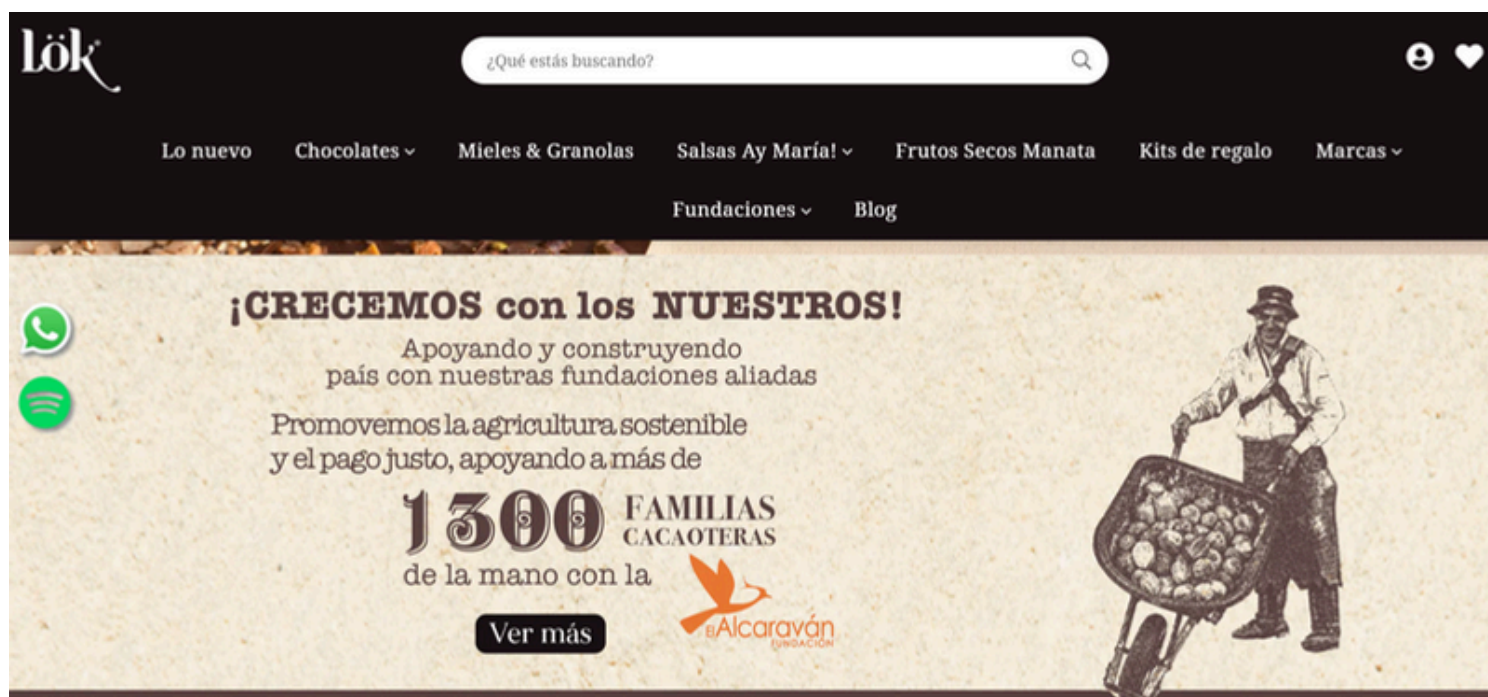 lök
¿Qué estás buscando?
Lo nuevo Chocolates Mieles & Granolas Salsas Ay María! Frutos Secos Manata Kits de regalo Marcas
Fundaciones Blog
¡CRECEMOS con los NUESTROS!
Apoyando y construyendo
país con nuestras fundaciones aliadas
Promovemos la agricultura sostenible
y el pago justo, apoyando a más de
1300 FAMILIAS
CACAOTERAS
de la mano con la
El Alcaraván
FUNDACIÓN
Ver más